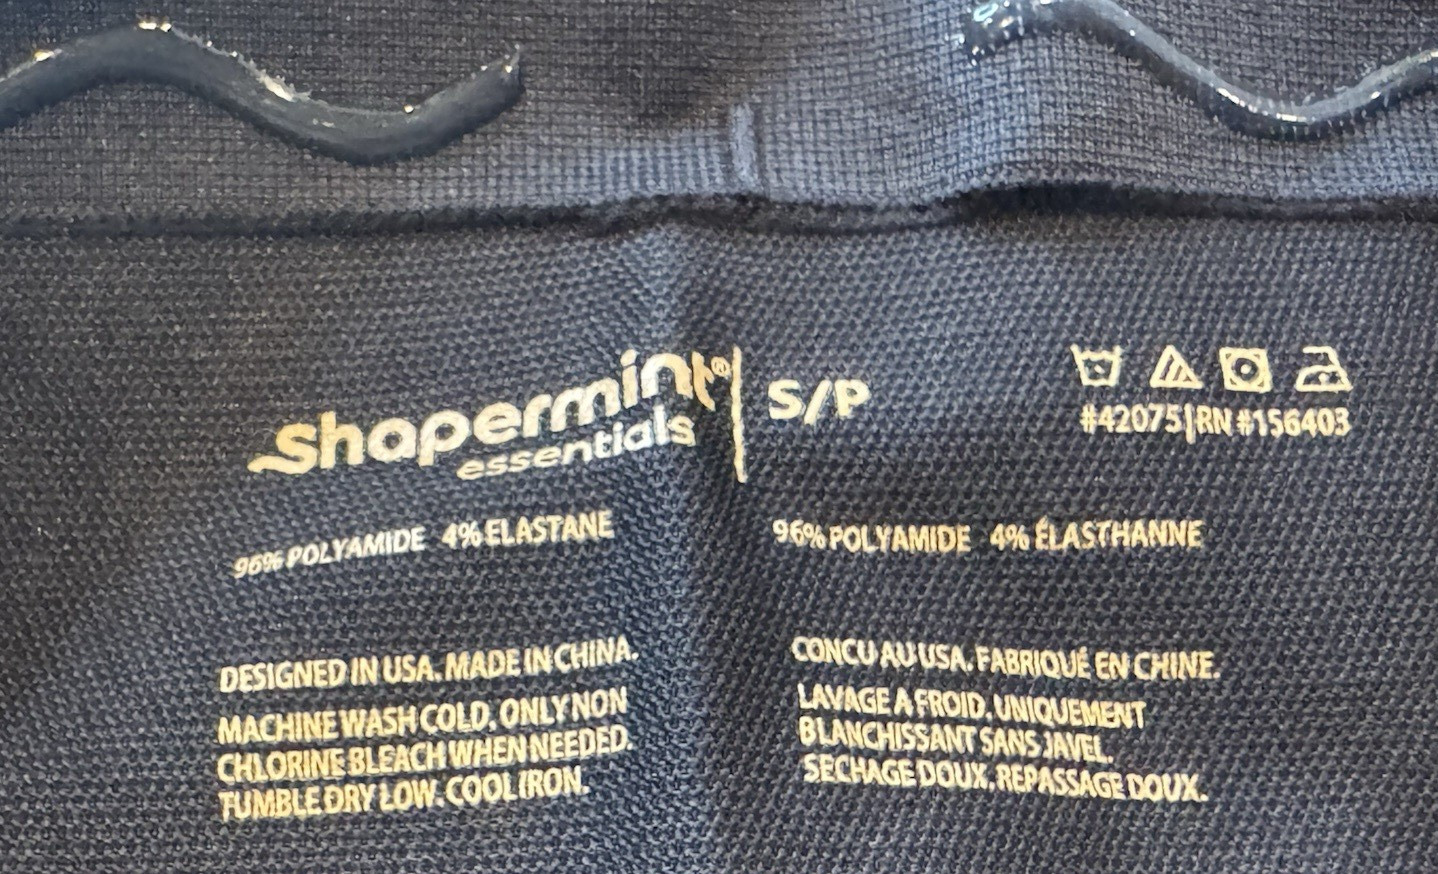 shapermint®
essentials
S/P
#42075|RN #156403
96% POLYAMIDE 4% ELASTANE
DESIGNED IN USA. MADE IN CHINA.
MACHINE WASH COLD. ONLY NON
CHLORINE BLEACH WHEN NEEDED.
TUMBLE DRY LOW. COOL IRON.
96% POLYAMIDE 4% ÉLASTHANNE
CONCU AU USA. FABRIQUÉ EN CHINE.
LAVAGE A FROID. UNIQUEMENT
BLANCHISSANT SANS JAVEL.
SECHAGE DOUX. REPASSAGE DOUX.